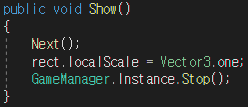 public void Show()
{
    Next();
    rect.localScale = Vector3.one;
    GameManager.Instance.Stop();
}